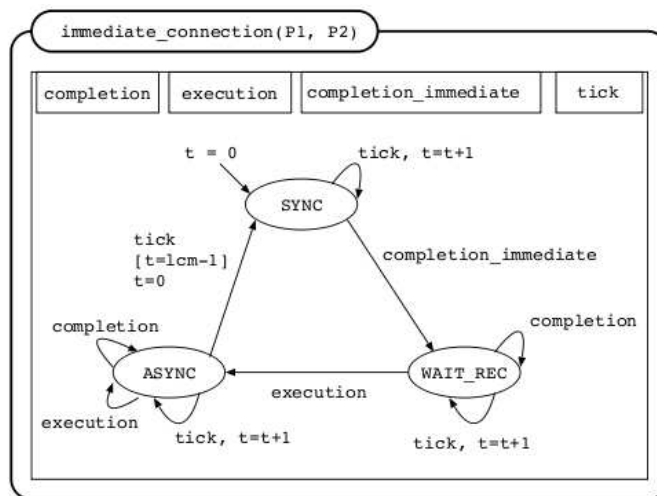 immediate_connection(P1, P2)
completion
execution
completion_immediate
tick
t = 0
tick, t=t+1
SYNC
tick
[t=lcm-1]
t=0
completion_immediate
completion
completion
ASYNC
WAIT_REC
execution
execution
tick, t=t+1
tick, t=t+1